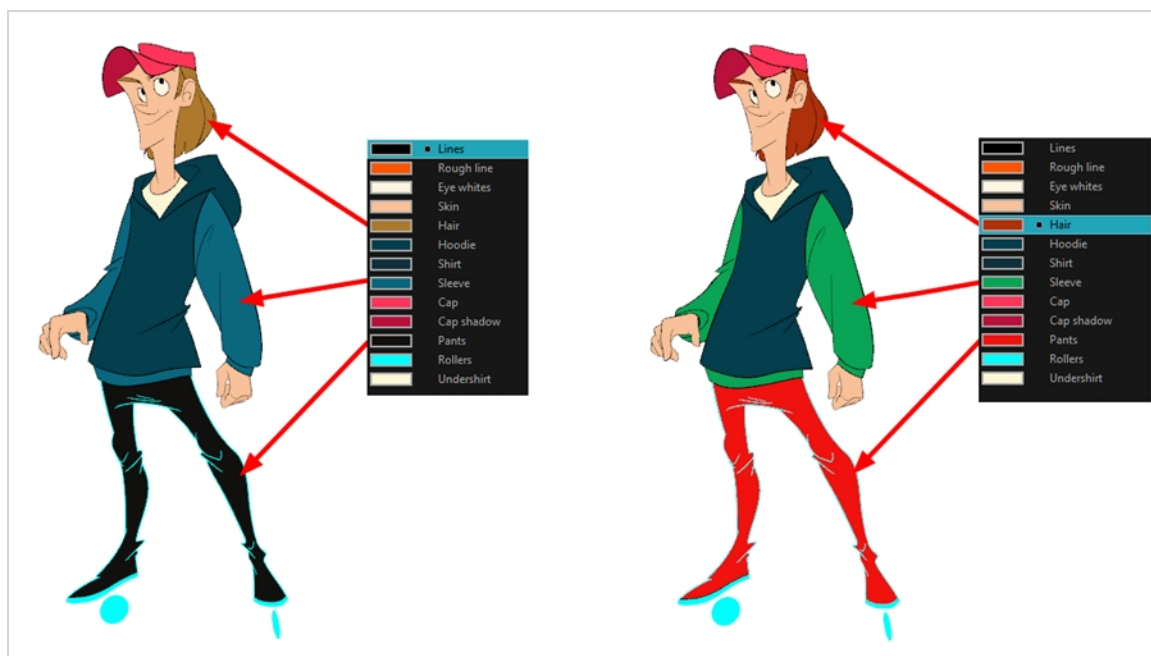 Lines
Rough line
Eye whites
Skin
Hair
Hoodie
Shirt
Sleeve
Cap
Cap shadow
Pants
Rollers
Undershirt
Lines
Rough line
Eye whites
Skin
Hair
Hoodie
Shirt
Sleeve
Cap
Cap shadow
Pants
Rollers
Undershirt